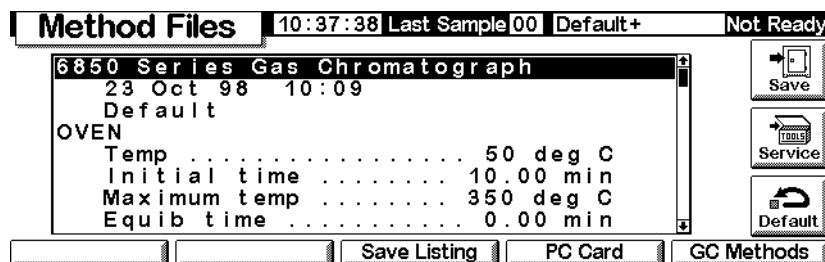 Method Files 10:37:38 Last Sample 00 Default+ Not Ready
6850 Series Gas Chromatograph
23 Oct 98 10:09
Default
OVEN
Temp .................. 50 deg C
Initial time ........ 10.00 min
Maximum temp ........ 350 deg C
Equib time ........... 0.00 min
Save
TOOLS
Service
Default
Save Listing PC Card GC Methods